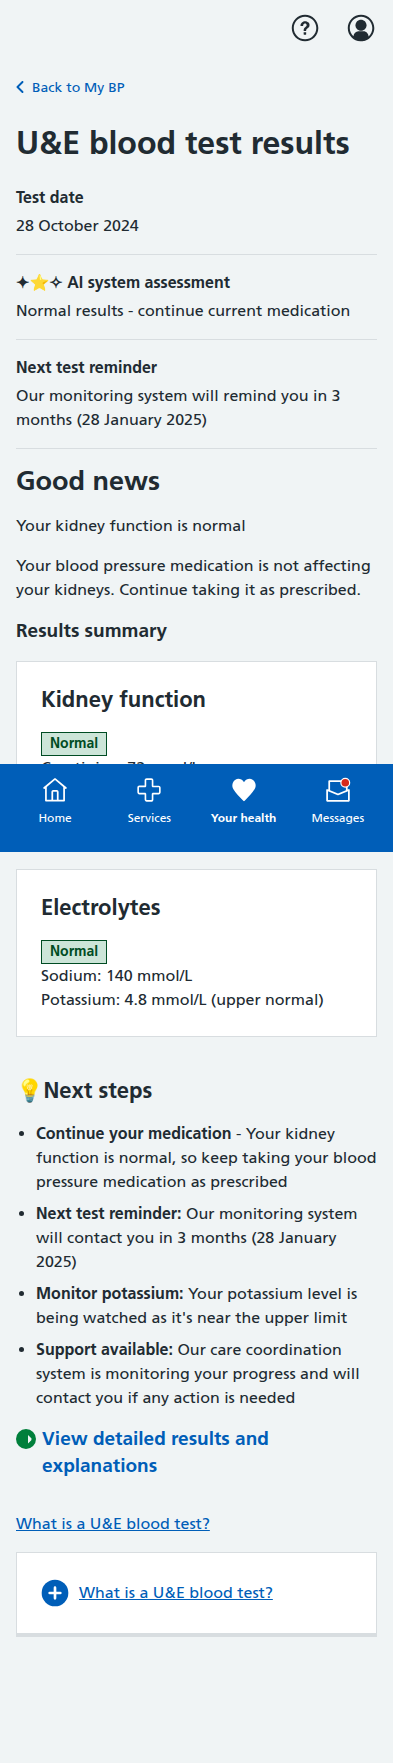 Back to My BP
U&E blood test results
Test date
28 October 2024
AI system assessment
Normal results - continue current medication
Next test reminder
Our monitoring system will remind you in 3
months (28 January 2025)
Good news
Your kidney function is normal
Your blood pressure medication is not affecting
your kidneys. Continue taking it as prescribed.
Results summary
Kidney function
Normal
Home
Services
Your health
Messages
Electrolytes
Normal
Sodium: 140 mmol/L
Potassium: 4.8 mmol/L (upper normal)
Next steps
• Continue your medication - Your kidney
function is normal, so keep taking your blood
pressure medication as prescribed
• Next test reminder: Our monitoring system
will contact you in 3 months (28 January
2025)
• Monitor potassium: Your potassium level is
being watched as it's near the upper limit
• Support available: Our care coordination
system is monitoring your progress and will
contact you if any action is needed
View detailed results and
explanations
What is a U&E blood test?
What is a U&E blood test?